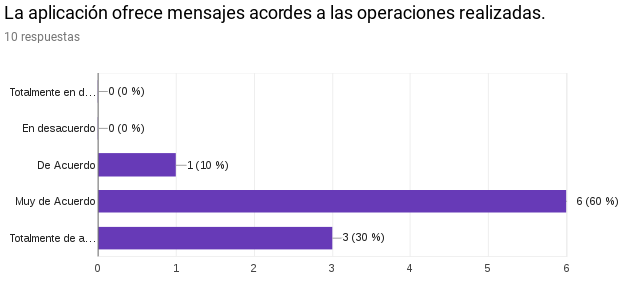 La aplicación ofrece mensajes acordes a las operaciones realizadas.
10 respuestas
Totalmente en d… 0 (0 %)
En desacuerdo 0 (0 %)
De Acuerdo 1 (10 %)
Muy de Acuerdo 6 (60 %)
Totalmente de a… 3 (30 %)
0 1 2 3 4 5 6